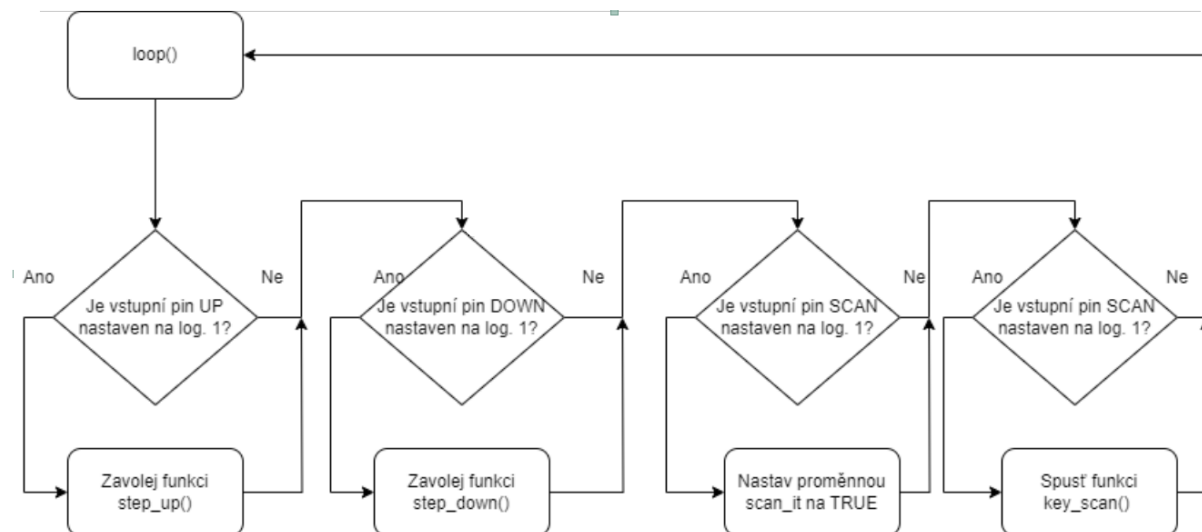 loop()
Ano
Ne
Je vstupní pin UP
nastaven na log. 1?
Zavolej funkci
step_up()
Ano
Ne
Je vstupní pin DOWN
nastaven na log. 1?
Zavolej funkci
step_down()
Ano
Ne
Je vstupní pin SCAN
nastaven na log. 1?
Nastav proměnnou
scan_it na TRUE
Ano
Ne
Je vstupní pin SCAN
nastaven na log. 1?
Spusť funkci
key_scan()